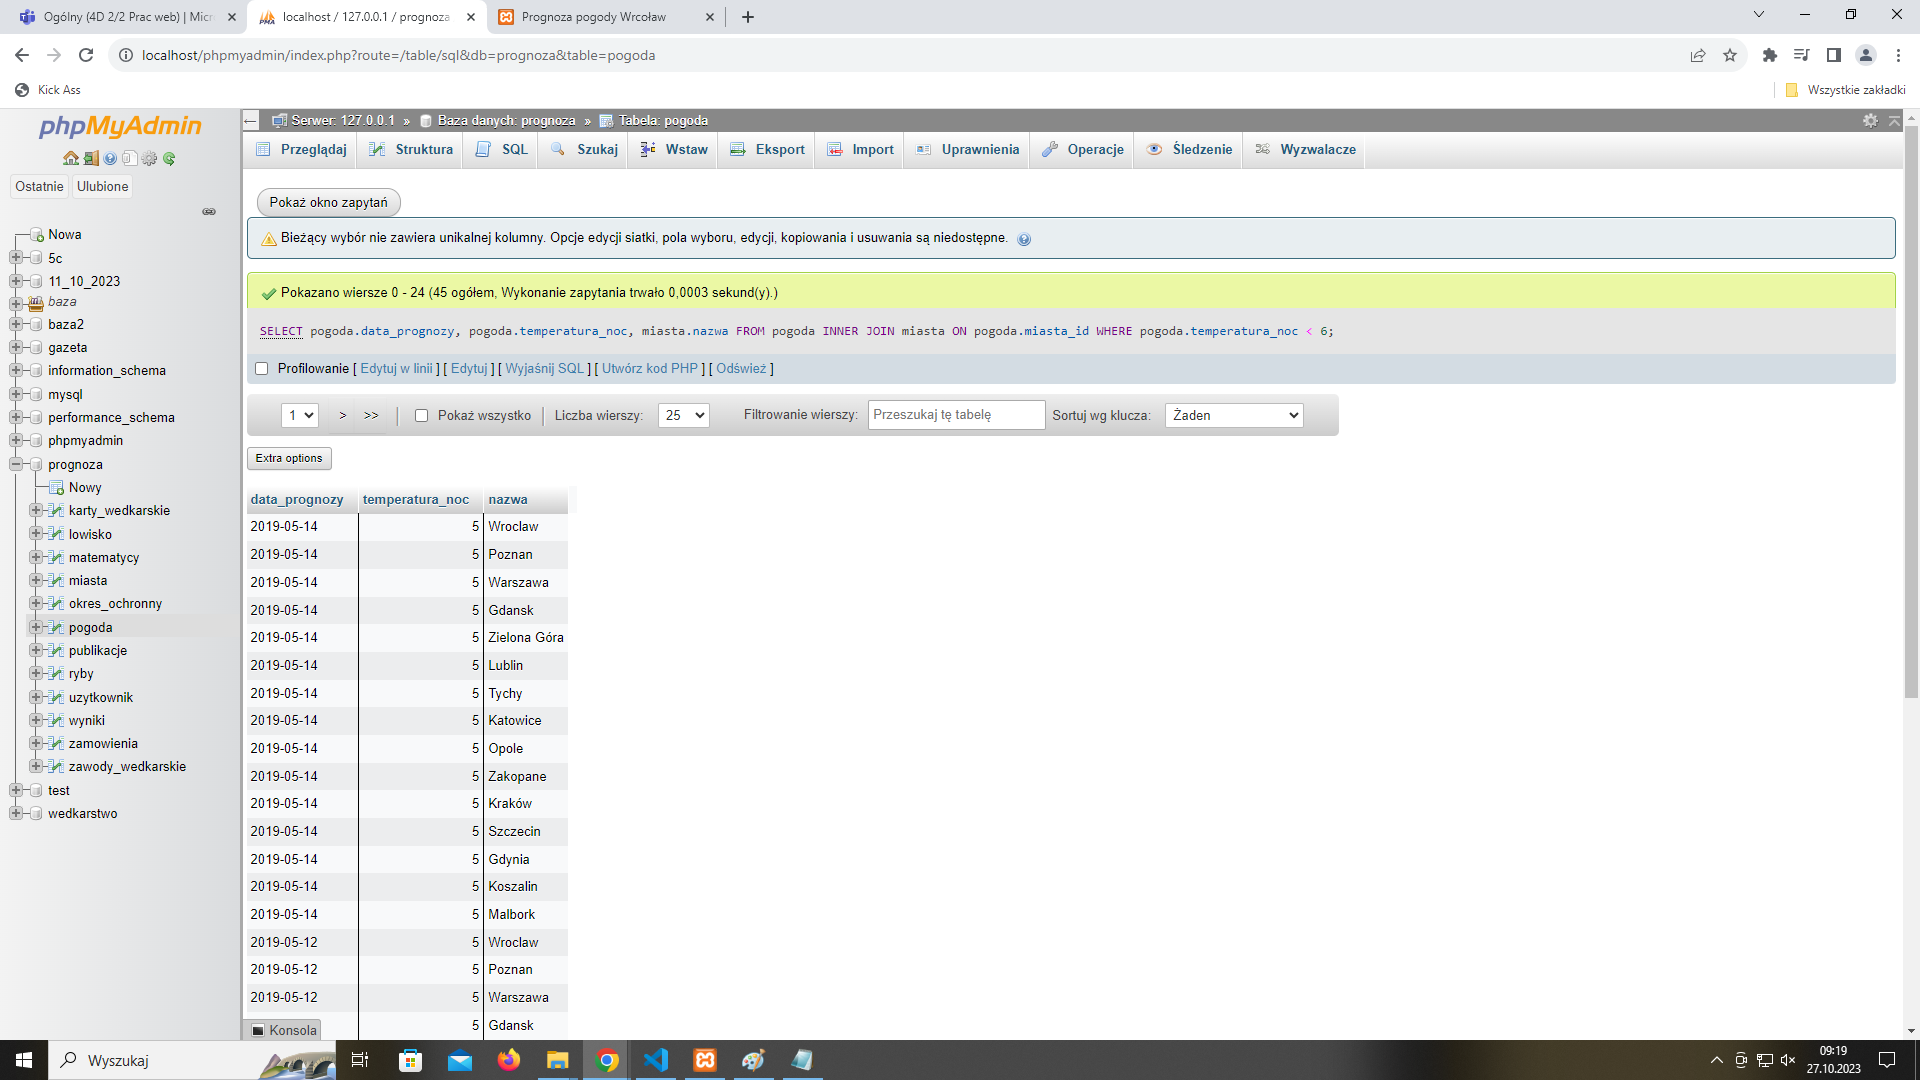 Ogólny (4D 2/2 Prac web) | Micr
localhost / 127.0.0.1 / prognoza
Prognoza pogody Wrcoław
localhost/phpmyadmin/index.php?route=/table/sql&db=prognoza&table=pogoda
Kick Ass
Wszystkie zakładki
phpMyAdmin
Ostatnie
Ulubione
Nowa
5c
11_10_2023
baza
baza2
gazeta
information_schema
mysql
performance_schema
phpmyadmin
prognoza
Nowy
karty_wedkarskie
lowisko
matematycy
miasta
okres_ochronny
pogoda
publikacje
ryby
uzytkownik
wyniki
zamowienia
zawody_wedkarskie
test
wedkarstwo
Serwer: 127.0.0.1 » Baza danych: prognoza » Tabela: pogoda
Przeglądaj Struktura SQL Szukaj Wstaw Eksport Import Uprawnienia Operacje Śledzenie Wyzwalacze
Pokaż okno zapytań
Bieżący wybór nie zawiera unikalnej kolumny. Opcje edycji siatki, pola wyboru, edycji, kopiowania i usuwania są niedostępne.
Pokazano wiersze 0 - 24 (45 ogółem, Wykonanie zapytania trwało 0,0003 sekund(y).)
SELECT pogoda.data_prognozy, pogoda.temperatura_noc, miasta.nazwa FROM pogoda INNER JOIN miasta ON pogoda.miasta_id WHERE pogoda.temperatura_noc < 6;
Profilowanie [ Edytuj w linii ] [ Edytuj ] [ Wyjaśnij SQL ] [ Utwórz kod PHP ] [ Odśwież ]
1 > >> | Pokaż wszystko | Liczba wierszy: 25 Filtrowanie wierszy: Przeszukaj tę tabelę Sortuj wg klucza: Żaden
Extra options
data_prognozy temperatura_noc nazwa
2019-05-14 5 Wroclaw
2019-05-14 5 Poznan
2019-05-14 5 Warszawa
2019-05-14 5 Gdansk
2019-05-14 5 Zielona Góra
2019-05-14 5 Lublin
2019-05-14 5 Tychy
2019-05-14 5 Katowice
2019-05-14 5 Opole
2019-05-14 5 Zakopane
2019-05-14 5 Kraków
2019-05-14 5 Szczecin
2019-05-14 5 Gdynia
2019-05-14 5 Koszalin
2019-05-14 5 Malbork
2019-05-12 5 Wroclaw
2019-05-12 5 Poznan
2019-05-12 5 Warszawa
5 Gdansk
Konsola
Wyszukaj
09:19
27.10.2023